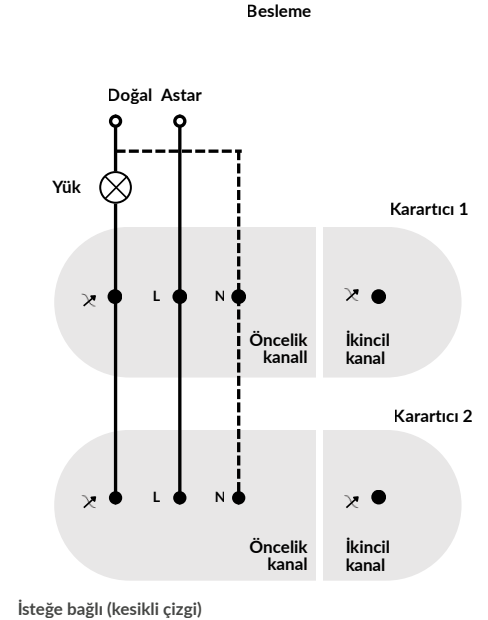 Besleme
Doğal Astar
Yük
Karartıcı 1
L N
Öncelik
kanall
İkincil
kanal
Karartıcı 2
L N
Öncelik
kanal
İkincil
kanal
İsteğe bağlı (kesikli çizgi)